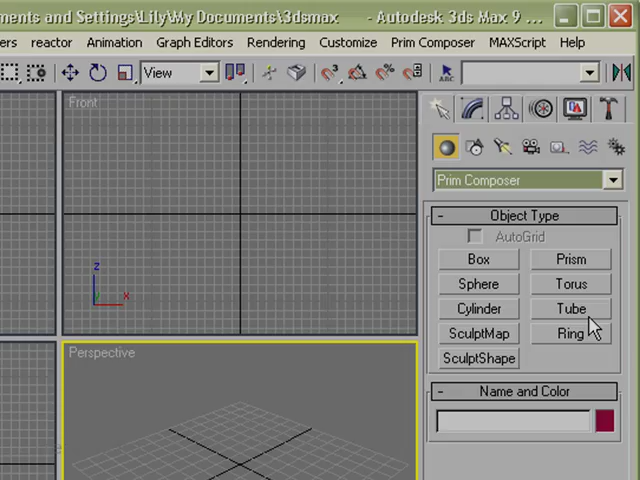 ments and Settings\Lily\My Documents\3dsmax - Autodesk 3ds Max 9 ...
ers reactor Animation Graph Editors Rendering Customize Prim Composer MAXScript Help
View
ABC
Front
Prim Composer
- Object Type
AutoGrid
Box Prism
Sphere Torus
Cylinder Tube
SculptMap Ring
SculptShape
z
x
Perspective
- Name and Color